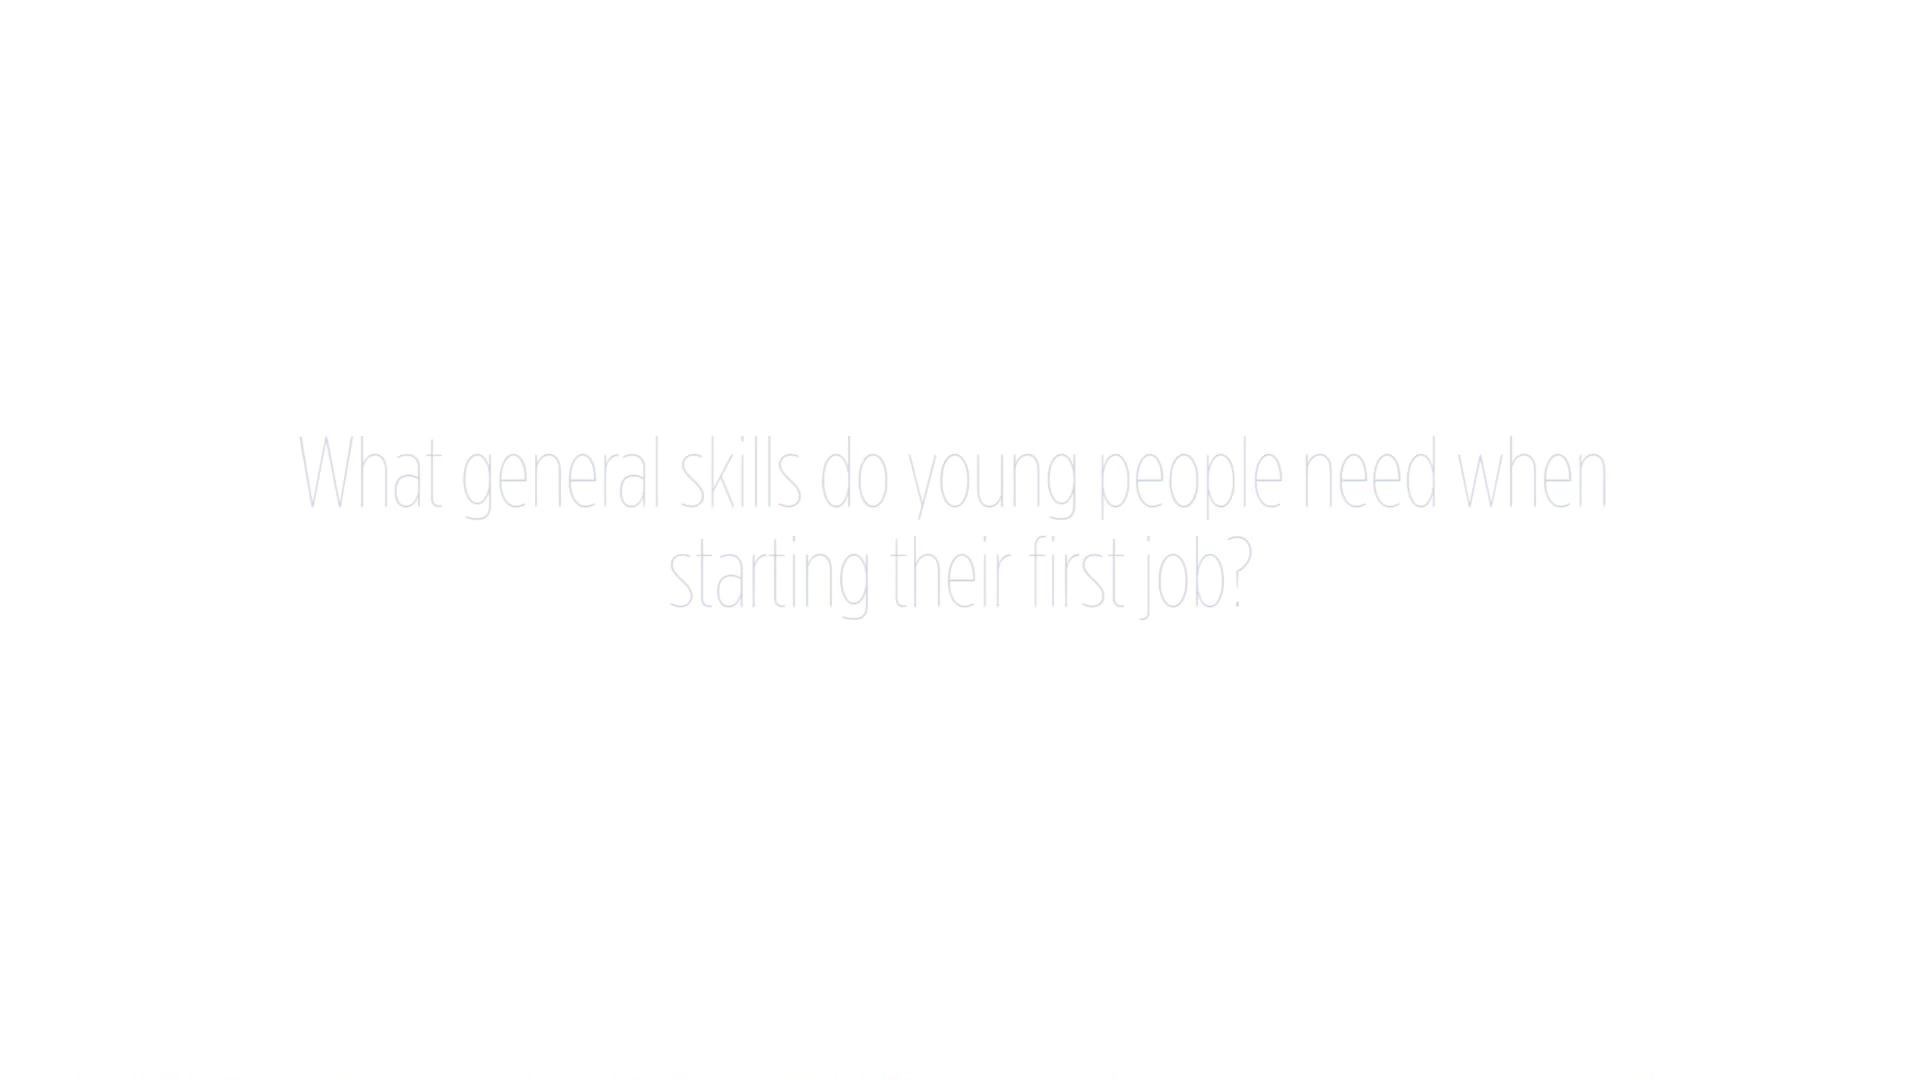 What general skills do young people need when
starting their first job?